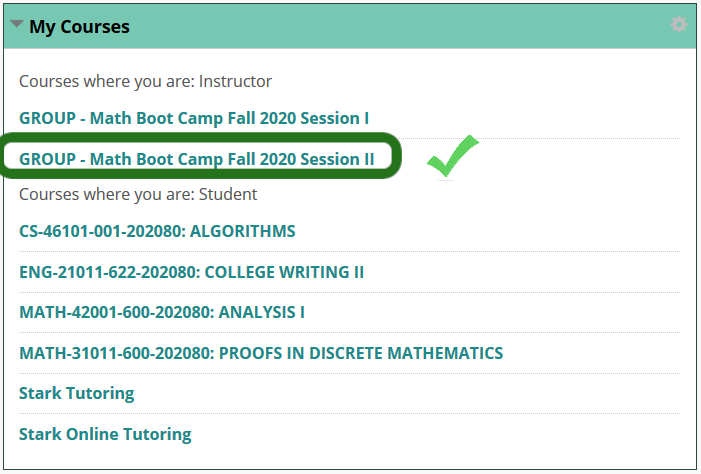 My Courses
Courses where you are: Instructor
GROUP - Math Boot Camp Fall 2020 Session I
GROUP - Math Boot Camp Fall 2020 Session II
Courses where you are: Student
CS-46101-001-202080: ALGORITHMS
ENG-21011-622-202080: COLLEGE WRITING II
MATH-42001-600-202080: ANALYSIS I
MATH-31011-600-202080: PROOFS IN DISCRETE MATHEMATICS
Stark Tutoring
Stark Online Tutoring